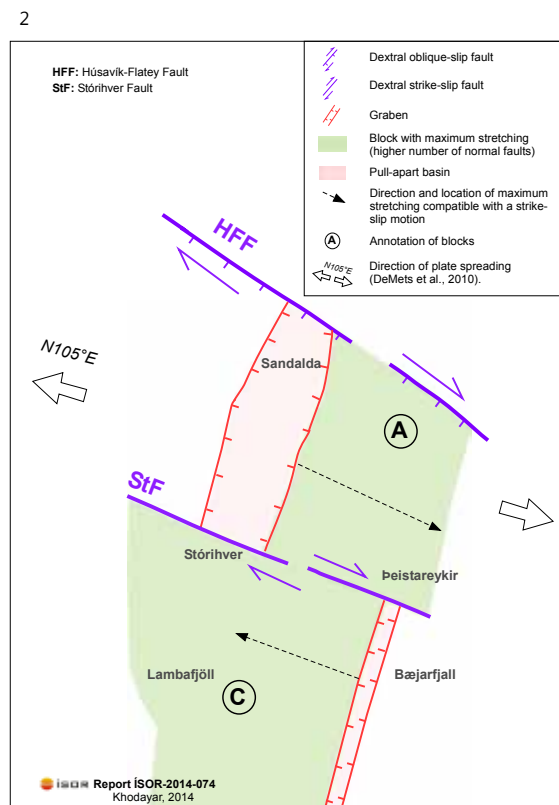 2
HFF: Húsavík-Flatey Fault
StF: Stórihver Fault
Dextral oblique-slip fault
Dextral strike-slip fault
Graben
Block with maximum stretching
(higher number of normal faults)
Pull-apart basin
Direction and location of maximum
stretching compatible with a strike-
slip motion
A
Annotation of blocks
N105°E
Direction of plate spreading
(DeMets et al., 2010).
HFF
N105°E
Sandalda
A
StF
Stórihver
Þeistareykir
Lambafjöll
Bæjarfjall
C
ÍSOR Report ÍSOR-2014-074
Khodayar, 2014